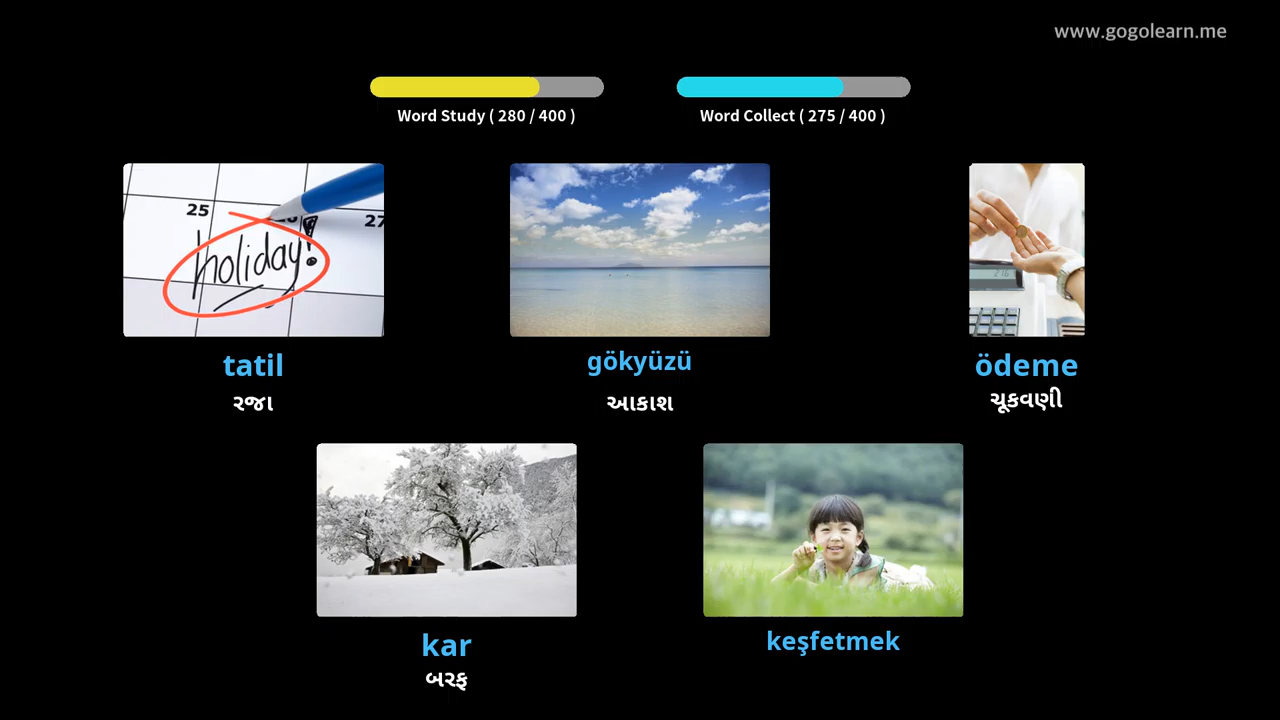 www.gogolearn.me
Word Study ( 280 / 400 )
Word Collect ( 275 / 400 )
25
27
holiday!
tatil
રજા
gökyüzü
આકાશ
ödeme
ચૂકવણી
kar
બરફ
keşfetmek